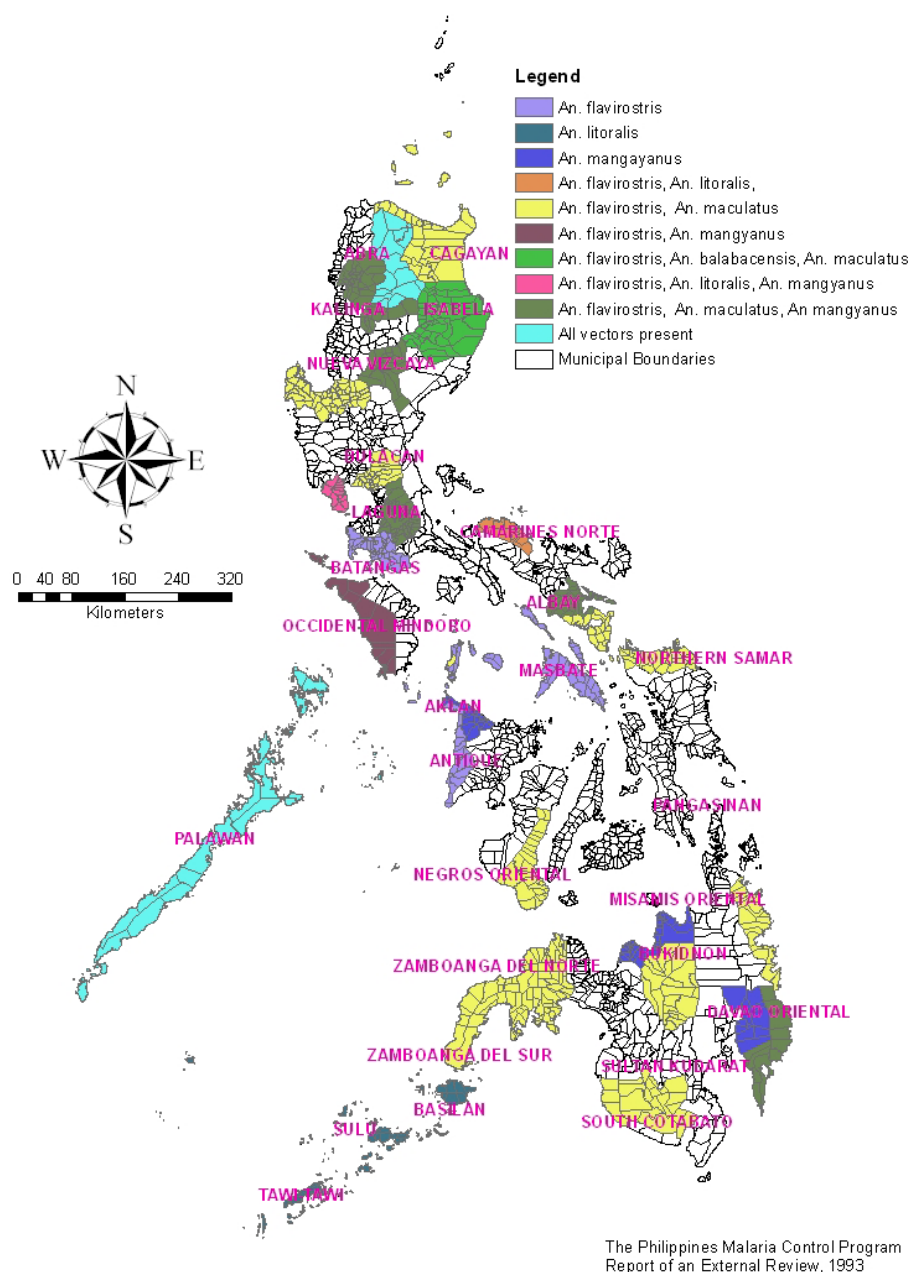 Legend
An. flavirostris
An. litoralis
An. mangayanus
An. flavirostris, An. litoralis,
An. flavirostris, An. maculatus
An. flavirostris, An. mangyanus
An. flavirostris, An. balabacensis, An. maculatus
An. flavirostris, An. litoralis, An. mangyanus
An. flavirostris, An. maculatus, An mangyanus
All vectors present
Municipal Boundaries
ABRA
CAGAYAN
KALINGA
ISABELA
NUEVA VIZCAYA
N
W
E
S
BULACAN
LAGUNA
CAMARINES NORTE
BATANGAS
0 40 80 160 240 320
Kilometers
ALBAY
OCCIDENTAL MINDORO
NORTHERN SAMAR
MASBATE
AKLAN
ANTIQUE
PANGASINAN
PALAWAN
NEGROS ORIENTAL
MISAMIS ORIENTAL
BUKIDNON
ZAMBOANGA DEL NORTE
DAVAO ORIENTAL
ZAMBOANGA DEL SUR
SULTAN KUDARAT
BASILAN
SOUTH COTABATO
SULU
TAWI TAWI
The Philippines Malaria Control Program
Report of an External Review, 1993